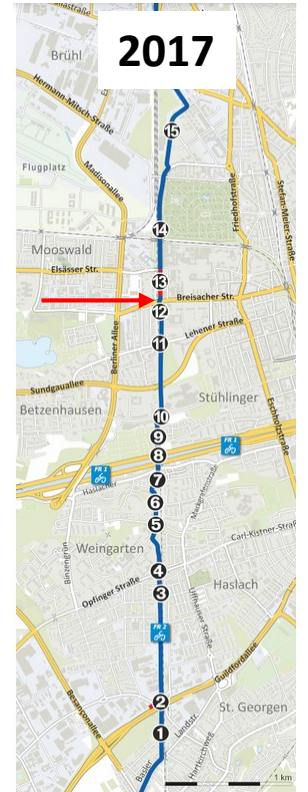 2017
Brühl
Hermann-Mitsch-Straße
15
Flugplatz
Madisonallee
Friedhofstraße
Stefan-Meier-Straße
14
Mooswald
Elsässer Str.
13
Breisacher Str.
12
Lehener Straße
11
Berliner Allee
Sundgauallee
Betzenhausen
Stühlinger
Eschholzstraße
10
9
8
FR 1
FR 1
Haslacher
7
Markgrafenstraße
6
5
Carl-Kistner-Straße
Weingarten
Binzengrün
4
Opfinger Straße
3
Haslach
Uffhauser Straße
FR 2
Guildfordallee
Besançonallee
2
St. Georgen
1
Landstr.
Basler
Hartkirchweg
1 km